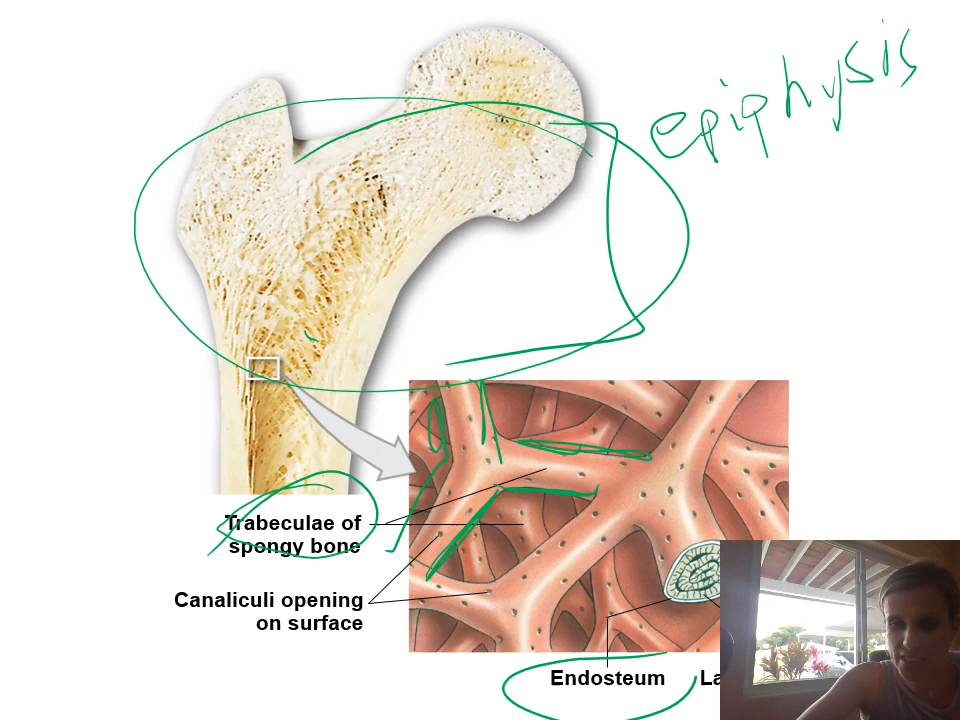 epiphysis
Trabeculae of
spongy bone
Canaliculi opening
on surface
Endosteum